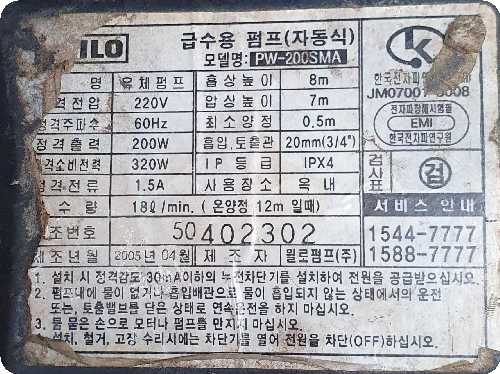 ILO 급수용 펌프(자동식)
모델명: PW-200SMA
명 유체펌프 흡상높이 8m
격전압 220V 압상높이 7m
정격주파수 60Hz 최소양정 0.5m
정격출력 200W 흡입.토출관 20mm(3/4")
격소비전력 320W IP등급 IPX4
격전류 1.5A 사용장소 옥내
수량 18ℓ/min. (온양정 12m 일때)
조번호 50402302
제조년월 2005년 04월 제조자 윌로펌프(주)
한국전자파
JM07001
전자파장해시험필
EMI
한국전자파연구원
검사표 검
서비스 안내
1544-7777
1588-7777
1. 설치 시 정격감도 30mA이하의 누전차단기를 설치하여 전원을 공급받으십시오
2. 펌프내에 물이 없거나 흡입배관으로 물이 흡입되지 않는 상태에서의 운전
또는, 토출밸브를 닫은 상태로 연속운전을 하지 마십시오.
3. 물 묻은 손으로 모터나 펌프를 만지지 마십시오.
설치, 철거, 고장 수리시에는 차단기를 열어 전원을 차단(OFF)하십시오.